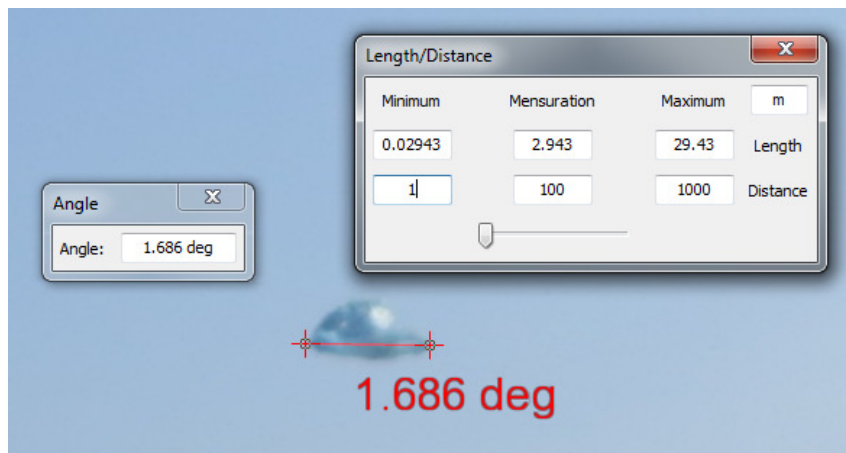 Length/Distance
Minimum Mensuration Maximum m
0.02943 2.943 29.43 Length
1 100 1000 Distance
Angle
Angle: 1.686 deg
1.686 deg